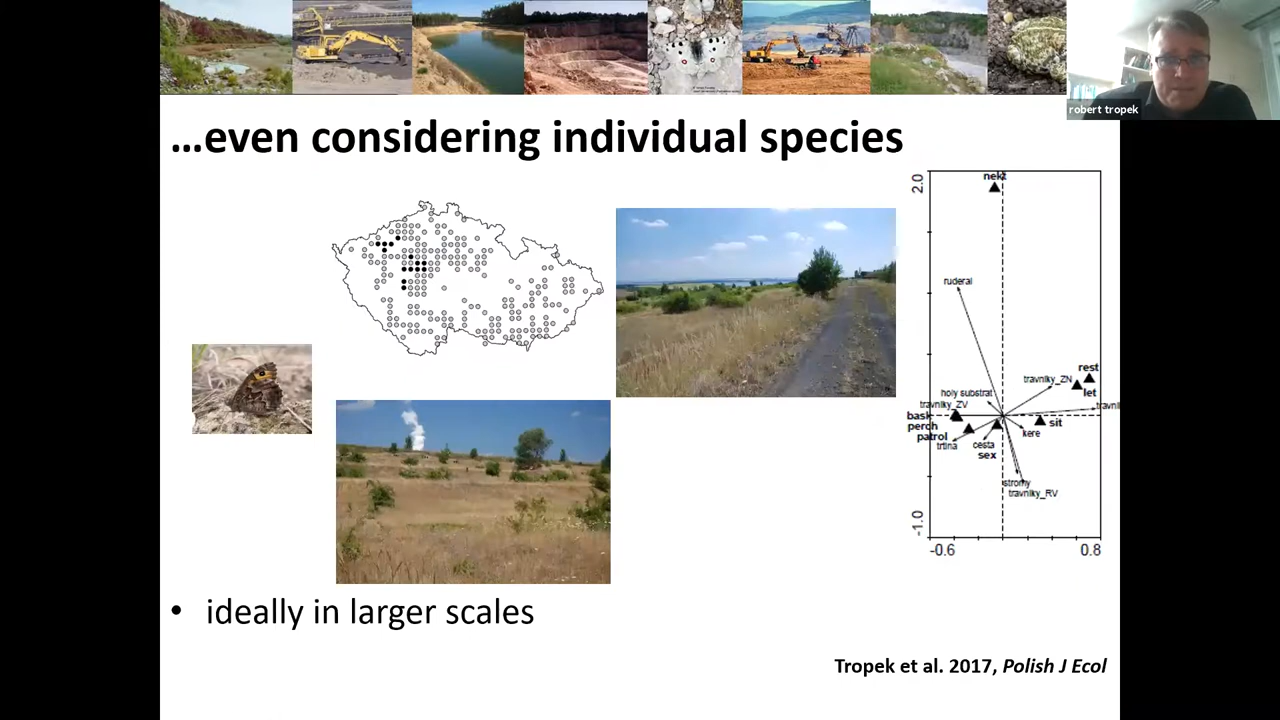 robert tropek
...even considering individual species
2.0
nekt
ruderal
rest
travniky_ZN
let
holy substrat
travniky_ZV
travni
bask
perch
sit
patrol
kere
trtina
cesta
sex
stromy
travniky_RV
-1.0
-0.6
0.8
• ideally in larger scales
Tropek et al. 2017, Polish J Ecol